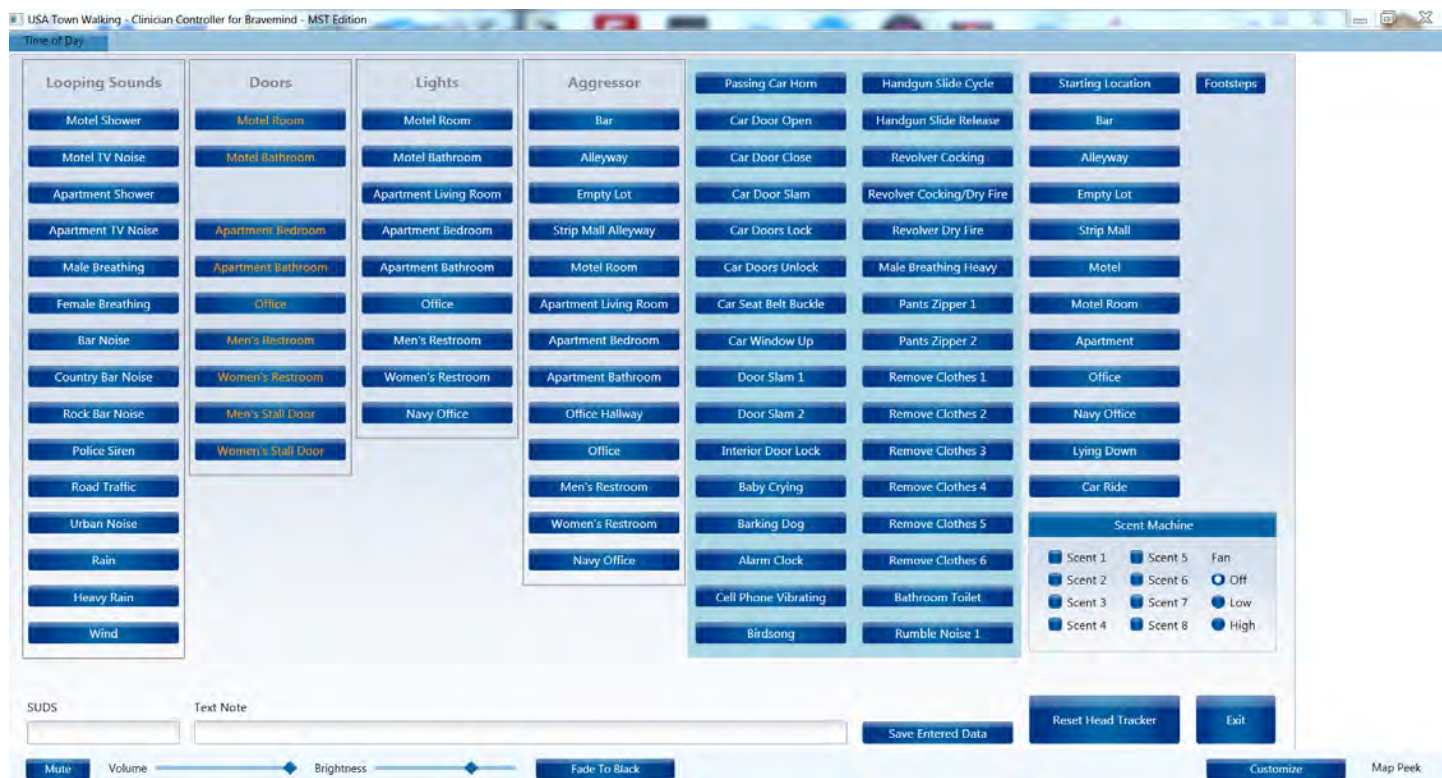 USA Town Walking - Clinician Controller for Bravemind - MST Edition
Time of Day
Looping Sounds
Motel Shower
Motel TV Noise
Apartment Shower
Apartment TV Noise
Male Breathing
Female Breathing
Bar Noise
Country Bar Noise
Rock Bar Noise
Police Siren
Road Traffic
Urban Noise
Rain
Heavy Rain
Wind
Doors
Motel Room
Motel Bathroom
Apartment Bedroom
Apartment Bathroom
Office
Men's Restroom
Women's Restroom
Men's Stall Door
Women's Stall Door
Lights
Motel Room
Motel Bathroom
Apartment Living Room
Apartment Bedroom
Apartment Bathroom
Office
Men's Restroom
Women's Restroom
Navy Office
Aggressor
Bar
Alleyway
Empty Lot
Strip Mall Alleyway
Motel Room
Apartment Living Room
Apartment Bedroom
Apartment Bathroom
Office Hallway
Office
Men's Restroom
Women's Restroom
Navy Office
Passing Car Horn
Car Door Open
Car Door Close
Car Door Slam
Car Doors Lock
Car Doors Unlock
Car Seat Belt Buckle
Car Window Up
Door Slam 1
Door Slam 2
Interior Door Lock
Baby Crying
Barking Dog
Alarm Clock
Cell Phone Vibrating
Birdsong
Handgun Slide Cycle
Handgun Slide Release
Revolver Cocking
Revolver Cocking/Dry Fire
Revolver Dry Fire
Male Breathing Heavy
Pants Zipper 1
Pants Zipper 2
Remove Clothes 1
Remove Clothes 2
Remove Clothes 3
Remove Clothes 4
Remove Clothes 5
Remove Clothes 6
Bathroom Toilet
Rumble Noise 1
Starting Location
Bar
Alleyway
Empty Lot
Strip Mall
Motel
Motel Room
Apartment
Office
Navy Office
Lying Down
Car Ride
Footsteps
Scent Machine
Scent 1 Scent 5 Fan
Scent 2 Scent 6 Off
Scent 3 Scent 7 Low
Scent 4 Scent 8 High
SUDS
Text Note
Save Entered Data
Reset Head Tracker
Exit
Mute
Volume
Brightness
Fade To Black
Customize
Map Peek